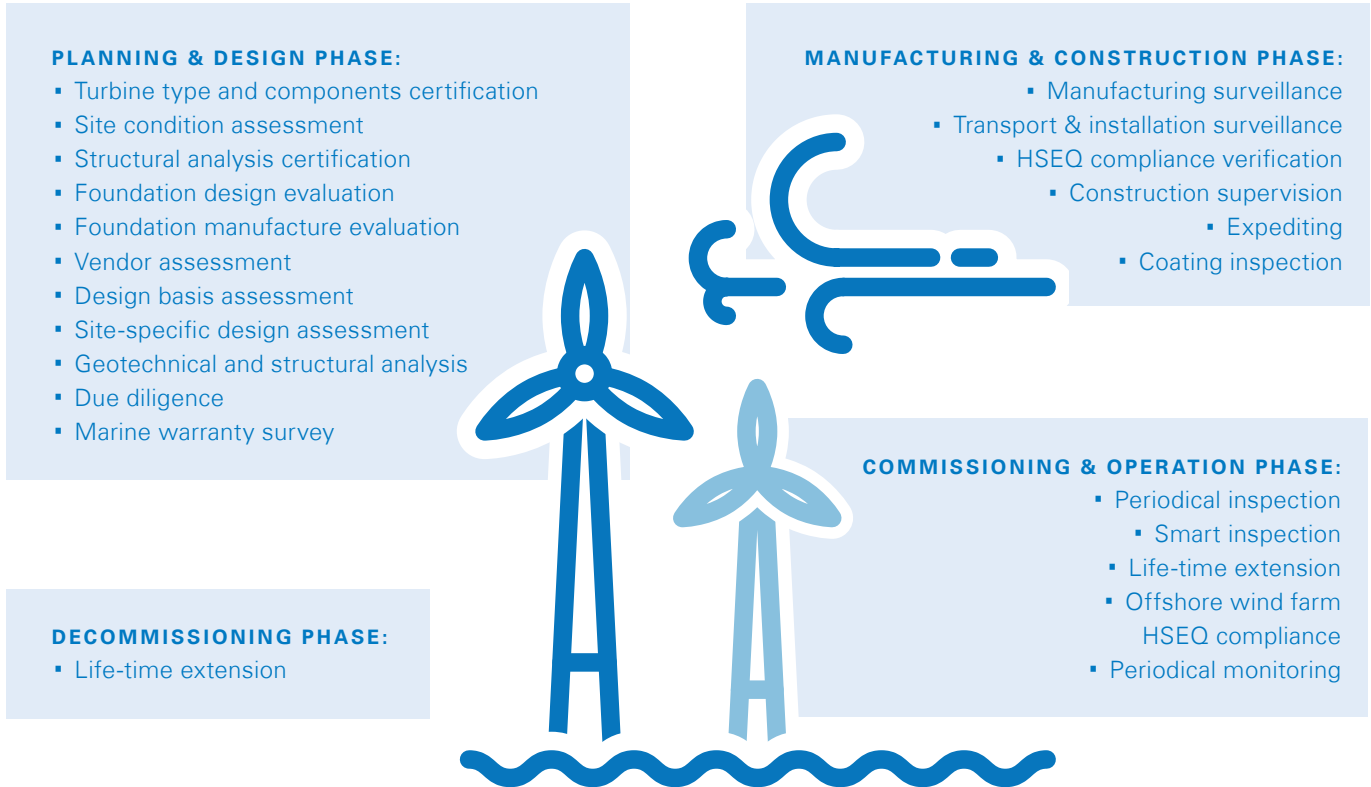 PLANNING & DESIGN PHASE:
▪ Turbine type and components certification
▪ Site condition assessment
▪ Structural analysis certification
▪ Foundation design evaluation
▪ Foundation manufacture evaluation
▪ Vendor assessment
▪ Design basis assessment
▪ Site-specific design assessment
▪ Geotechnical and structural analysis
▪ Due diligence
▪ Marine warranty survey
MANUFACTURING & CONSTRUCTION PHASE:
▪ Manufacturing surveillance
▪ Transport & installation surveillance
▪ HSEQ compliance verification
▪ Construction supervision
▪ Expediting
▪ Coating inspection
COMMISSIONING & OPERATION PHASE:
▪ Periodical inspection
▪ Smart inspection
▪ Life-time extension
▪ Offshore wind farm
HSEQ compliance
▪ Periodical monitoring
DECOMMISSIONING PHASE:
▪ Life-time extension